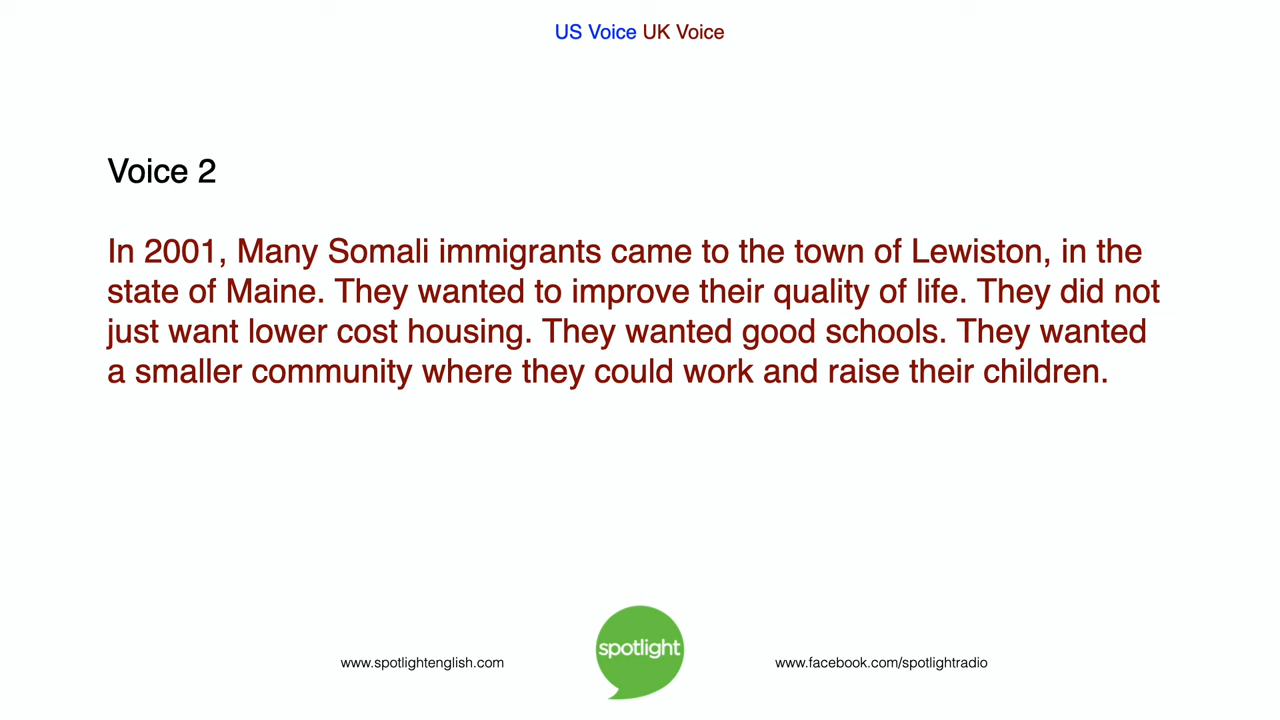 US Voice UK Voice
Voice 2
In 2001, Many Somali immigrants came to the town of Lewiston, in the
state of Maine. They wanted to improve their quality of life. They did not
just want lower cost housing. They wanted good schools. They wanted
a smaller community where they could work and raise their children.
www.spotlightenglish.com
spotlight
www.facebook.com/spotlightradio